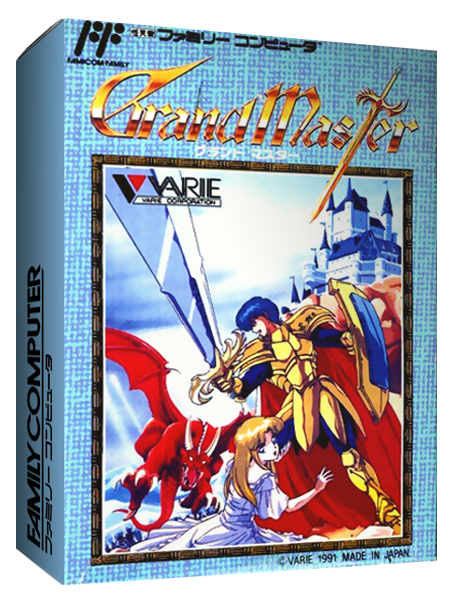 ファミリー コンピュータ
FAMICOM FAMILY
GrandMaster
グランド マスター
VARIE
VARIE CORPORATION
© VARIE 1991 MADE IN JAPAN.
FAMILY COMPUTER
ファミリー コンピュータ